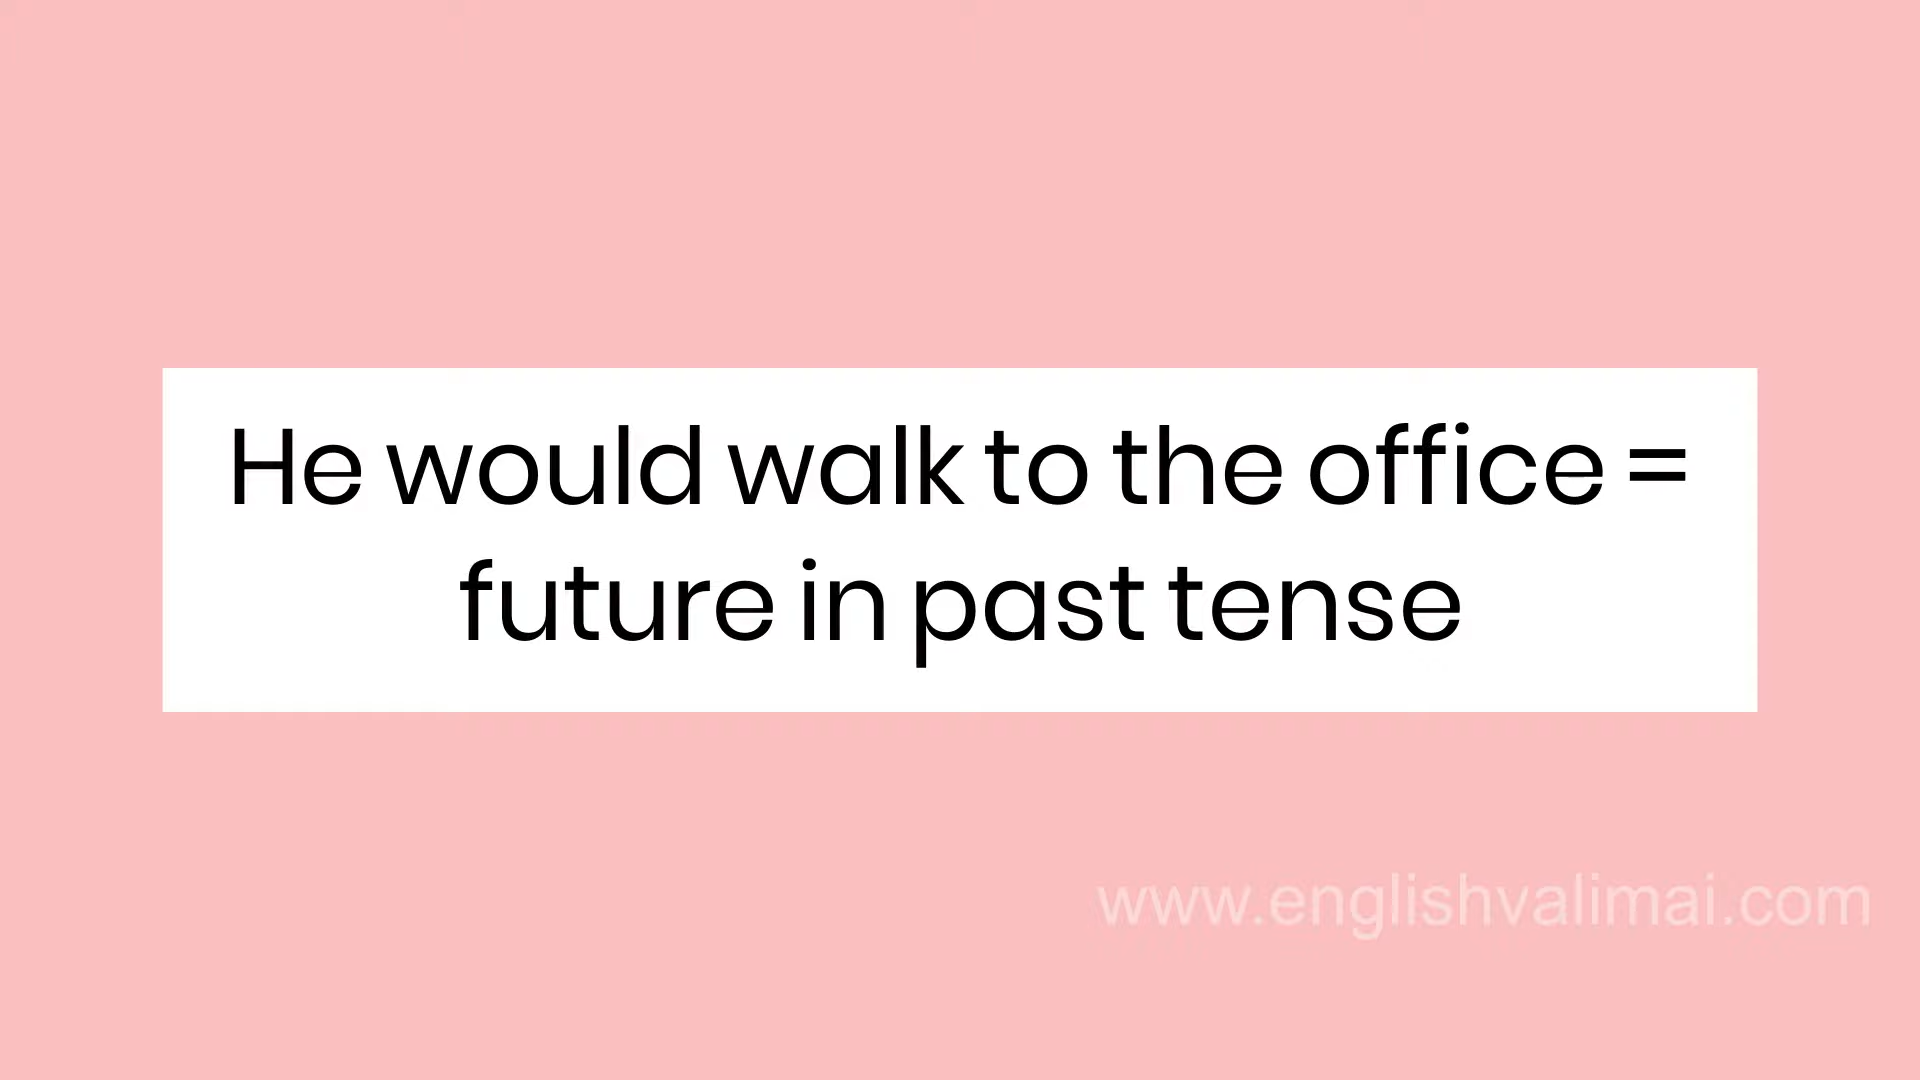 He would walk to the office =
future in past tense
www.englishvalimai.com